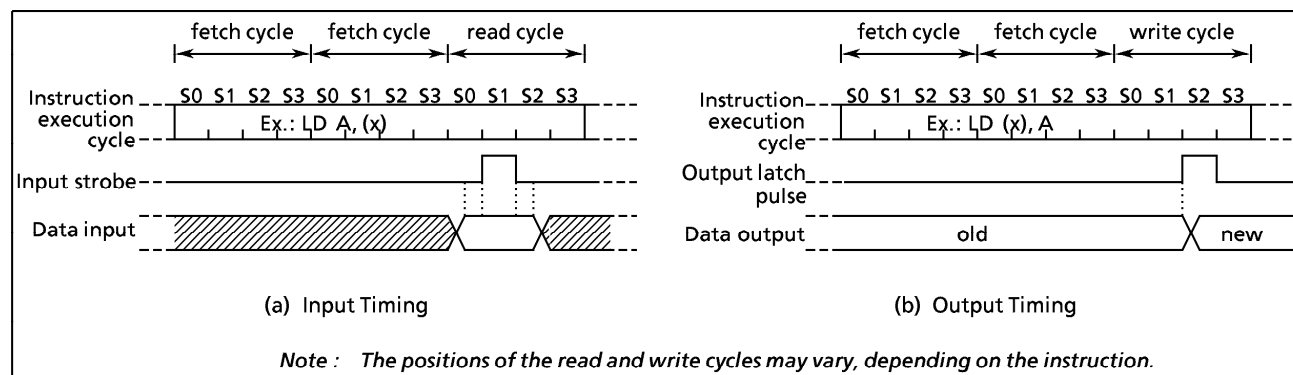 fetch cycle fetch cycle read cycle
S0 S1 S2 S3 S0 S1 S2 S3 S0 S1 S2 S3
Instruction
execution
cycle
Ex.: LD A, (x)
Input strobe
Data input
(a) Input Timing
fetch cycle fetch cycle write cycle
S0 S1 S2 S3 S0 S1 S2 S3 S0 S1 S2 S3
Instruction
execution
cycle
Ex.: LD (x), A
Output latch
pulse
Data output
old
new
(b) Output Timing
Note : The positions of the read and write cycles may vary, depending on the instruction.